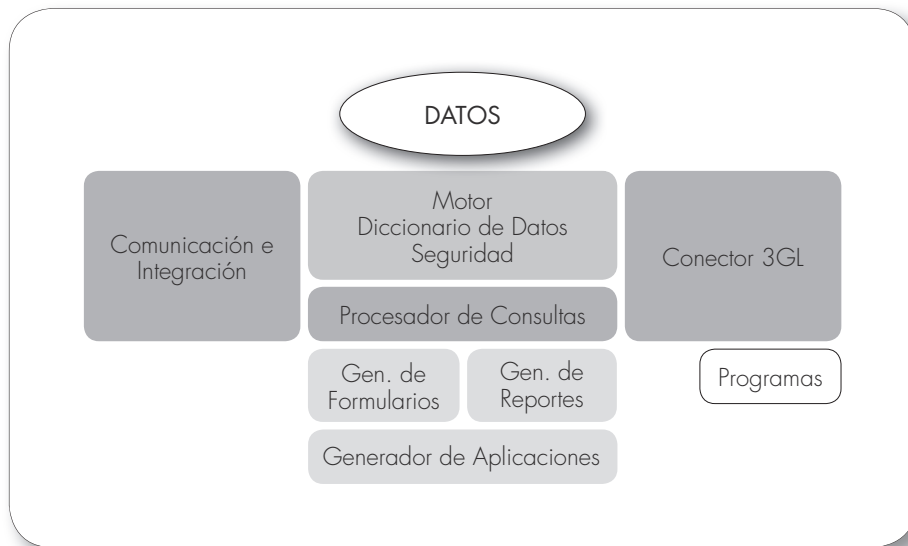 DATOS
Comunicación e
Integración
Motor
Diccionario de Datos
Seguridad
Conector 3GL
Procesador de Consultas
Gen. de
Formularios
Gen. de
Reportes
Programas
Generador de Aplicaciones